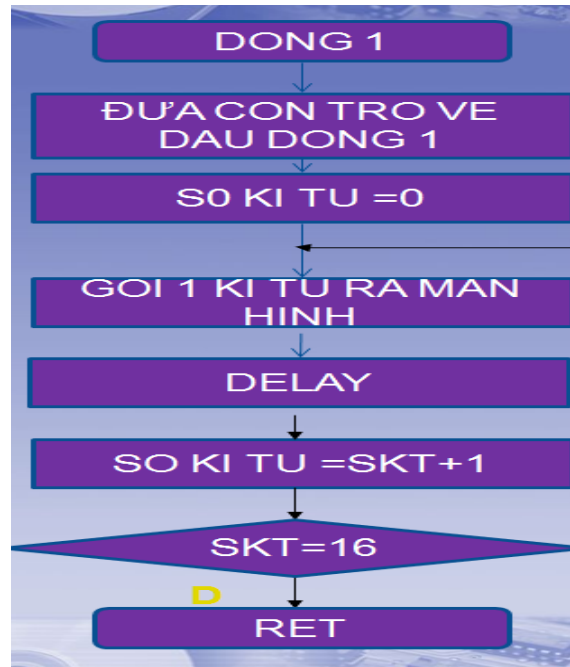 DONG 1
ĐƯA CON TRO VE
DAU DONG 1
S0 KI TU =0
GOI 1 KI TU RA MAN
HINH
DELAY
SO KI TU =SKT+1
SKT=16
D
RET